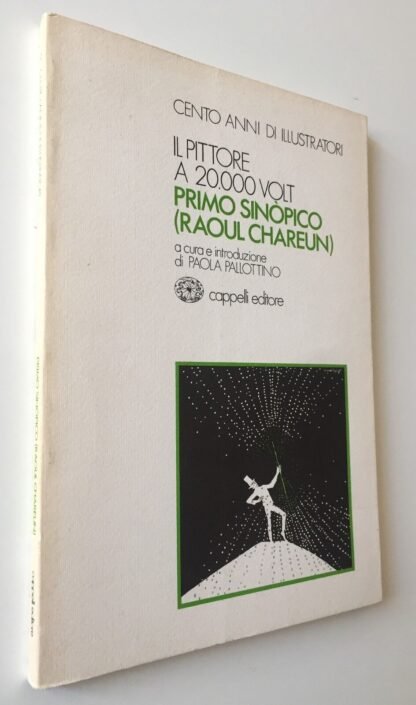 CENTO ANNI DI ILLUSTRATORI
IL PITTORE
A 20.000 VOLT
PRIMO SINÒPICO
(RAOUL CHAREUN)
a cura e introduzione
di PAOLA PALLOTTINO
cappelli editore